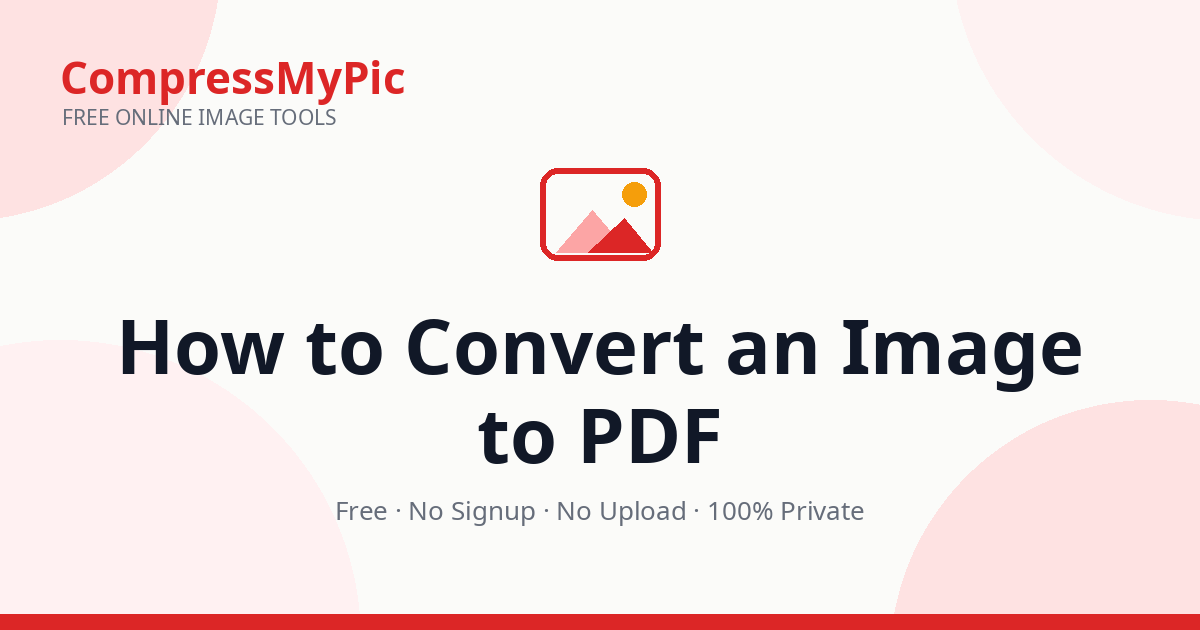 CompressMyPic
FREE ONLINE IMAGE TOOLS
How to Convert an Image
to PDF
Free · No Signup · No Upload · 100% Private